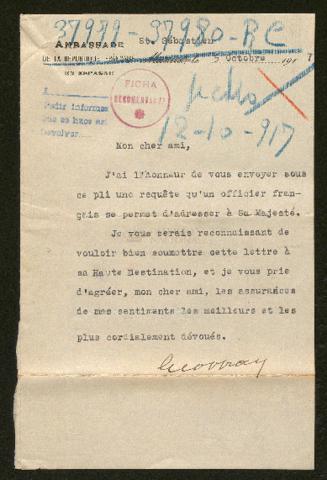 37979-37980-R.C
AMBASSADE
St. Sébastien
DE LA RÉPUBLIQUE
5 Octobre 1917
EN ESPAGNE
FICHA
fecho
12-10-917
Mon cher ami,
J'ai l'honneur de vous envoyer sous
ce pli une requête qu'un officier fran-
çais se permet d'adresser à Sa Majesté.
Je vous serais reconnaissant de
vouloir bien soumettre cette lettre à
sa Haute Destination, et je vous prie
d'agréer, mon cher ami, les assurances
de mes sentiments les meilleurs et les
plus cordialement dévoués.